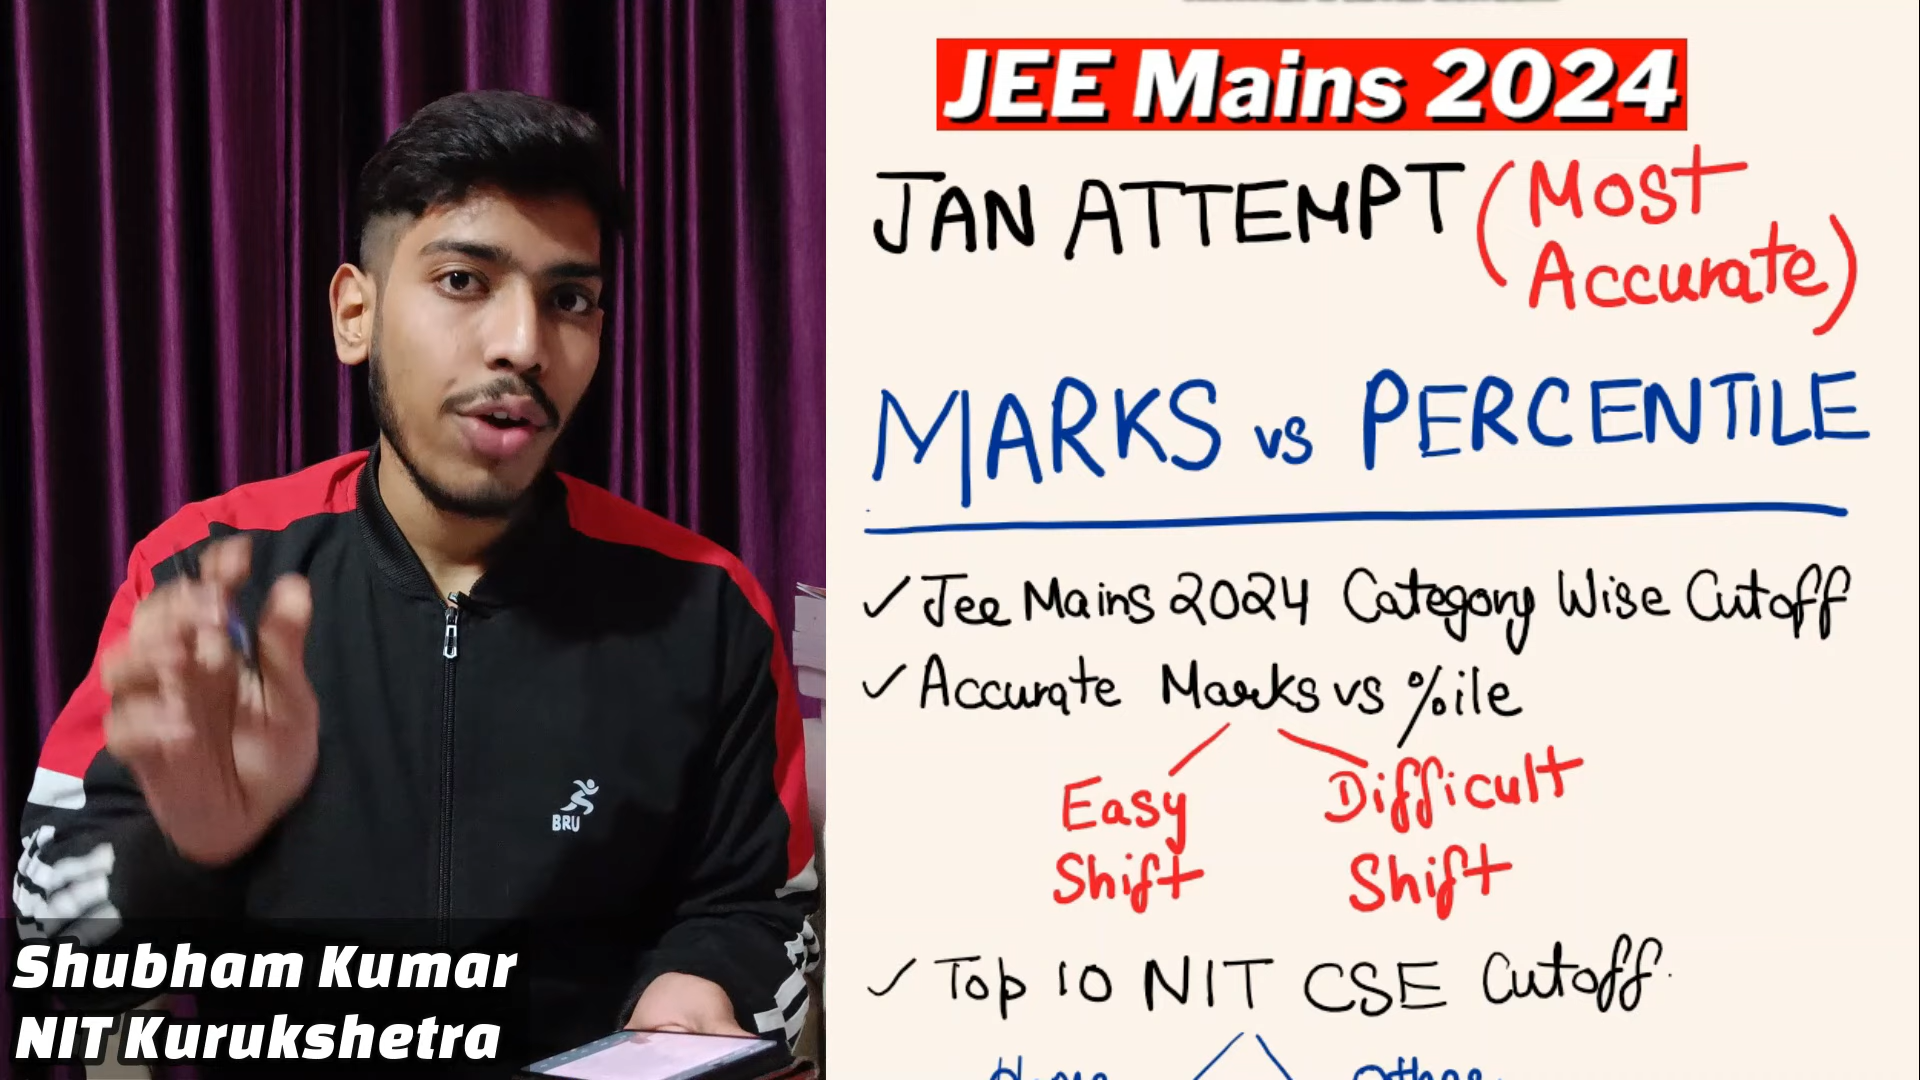 JEE Mains 2024
JAN ATTEMPT (Most
Accurate)
MARKS vs PERCENTILE
✓ Jee Mains 2024 Category Wise Cutoff
✓ Accurate Marks vs %ile
Easy Difficult
Shift Shift
✓ Top 10 NIT CSE Cutoff.
BRU
Shubham Kumar
NIT Kurukshetra